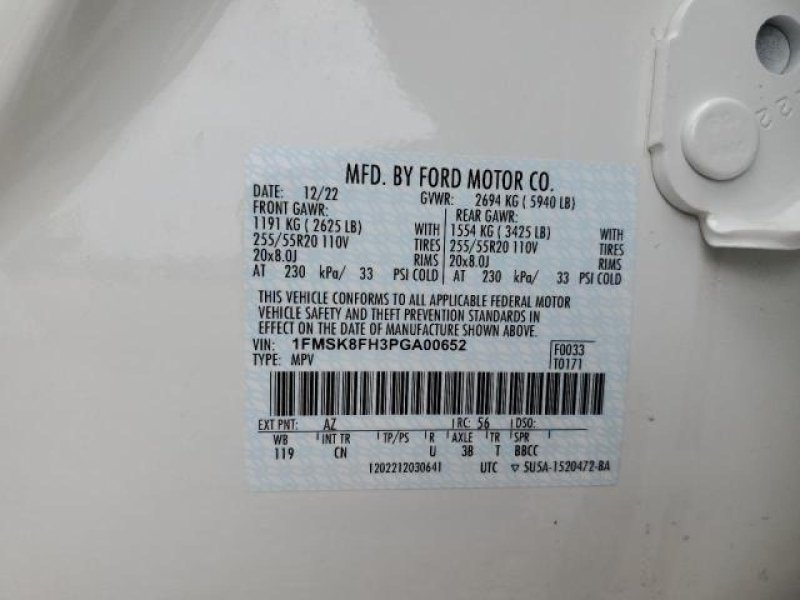 MFD. BY FORD MOTOR CO.
DATE: 12/22 GVWR: 2694 KG ( 5940 LB)
FRONT GAWR: REAR GAWR:
1191 KG ( 2625 LB) WITH 1554 KG ( 3425 LB) WITH
255/55R20 110V TIRES 255/55R20 110V TIRES
20x8.0J RIMS 20x8.0J RIMS
AT 230 kPa/ 33 PSI COLD AT 230 kPa/ 33 PSI COLD
THIS VEHICLE CONFORMS TO ALL APPLICABLE FEDERAL MOTOR
VEHICLE SAFETY AND THEFT PREVENTION STANDARDS IN
EFFECT ON THE DATE OF MANUFACTURE SHOWN ABOVE.
VIN: 1FMSK8FH3PGA00652 F0033
TYPE: MPV T0171
EXT PNT: AZ RC: 56 DSO:
WB INT TR TP/PS R AXLE TR SPR
119 CN U 3B T BBCC
1202212030641 UTC ▽ SU5A-1520472-BA